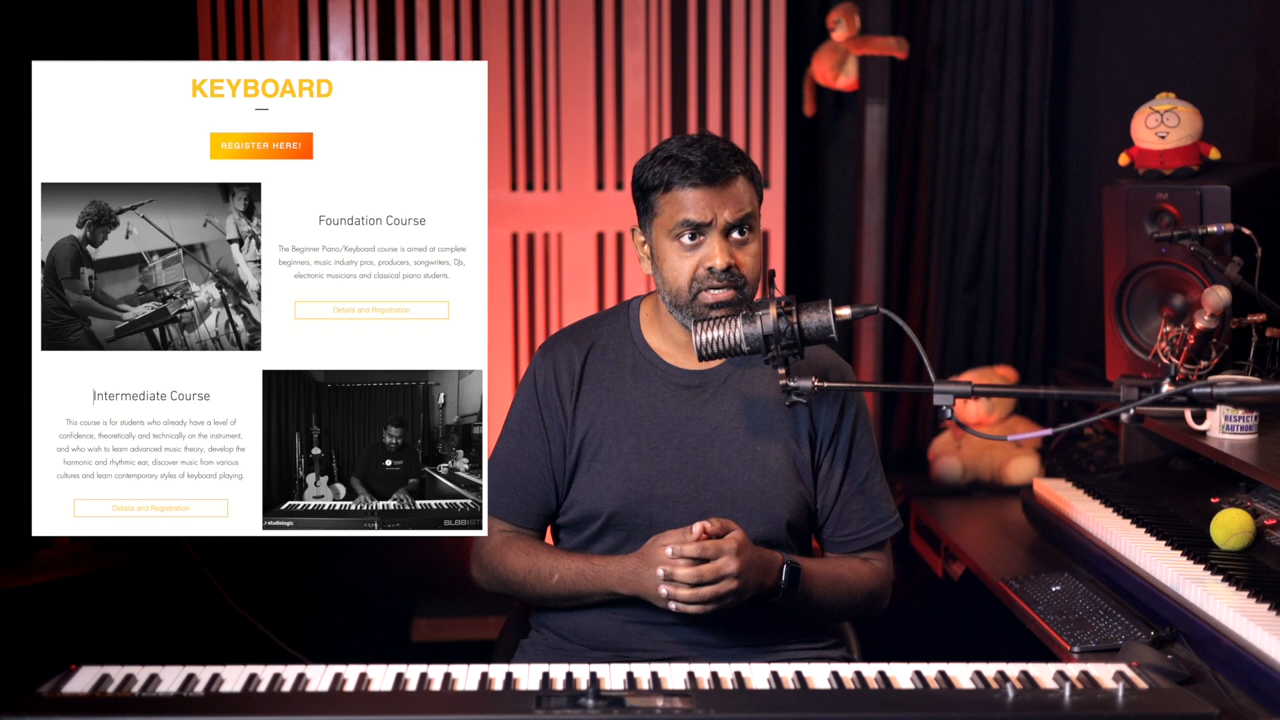 KEYBOARD
REGISTER HERE!
Foundation Course
The Beginner Piano/Keyboard course is aimed at complete
beginners, music industry pros, producers, songwriters, DJs,
electronic musicians and classical piano students.
Details and Registration
Intermediate Course
This course is for students who already have a level of
confidence, theoretically and technically on the instrument,
and who wish to learn advanced music theory, develop the
harmonic and rhythmic ear, discover music from various
cultures and learn contemporary styles of keyboard playing.
Details and Registration
studiologic
SL88
RESPECT
AUTHORI